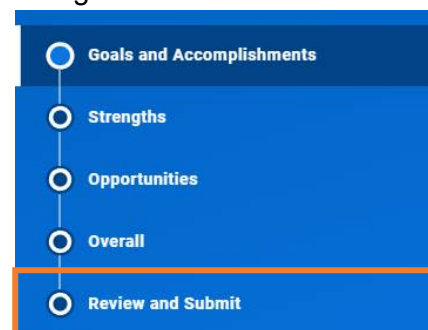 Goals and Accomplishments
Strengths
Opportunities
Overall
Review and Submit